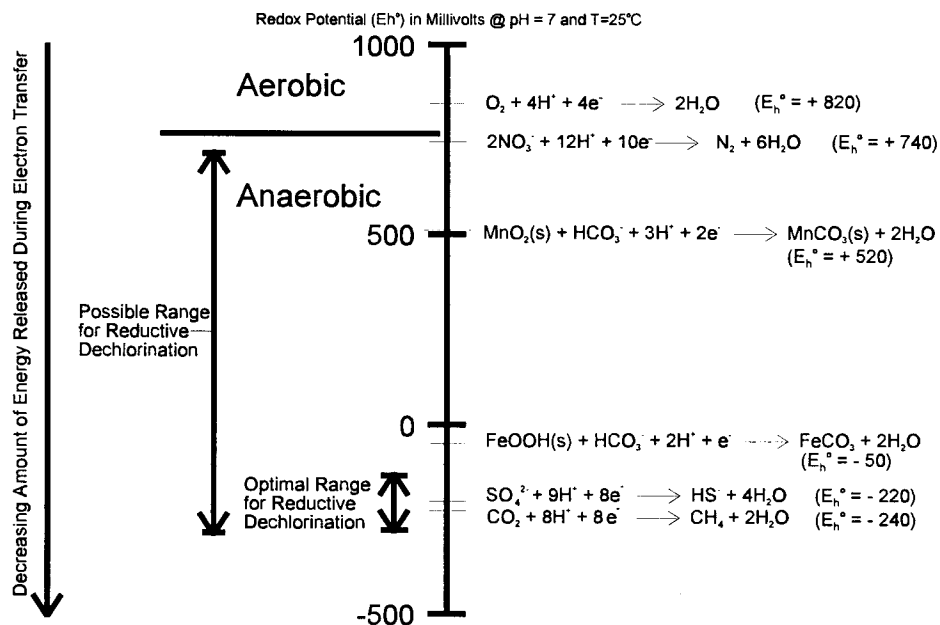 Redox Potential (Eh°) in Millivolts @ pH = 7 and T=25°C
Decreasing Amount of Energy Released During Electron Transfer
1000
Aerobic
O₂ + 4H⁺ + 4e⁻ → 2H₂O (Eₕ° = + 820)
2NO₃⁻ + 12H⁺ + 10e⁻ → N₂ + 6H₂O (Eₕ° = + 740)
Anaerobic
500
MnO₂(s) + HCO₃⁻ + 3H⁺ + 2e⁻ → MnCO₃(s) + 2H₂O
(Eₕ° = + 520)
Possible Range
for Reductive
Dechlorination
0
FeOOH(s) + HCO₃⁻ + 2H⁺ + e⁻ → FeCO₃ + 2H₂O
(Eₕ° = - 50)
Optimal Range
for Reductive
Dechlorination
SO₄²⁻ + 9H⁺ + 8e⁻ → HS⁻ + 4H₂O (Eₕ° = - 220)
CO₂ + 8H⁺ + 8e⁻ → CH₄ + 2H₂O (Eₕ° = - 240)
-500